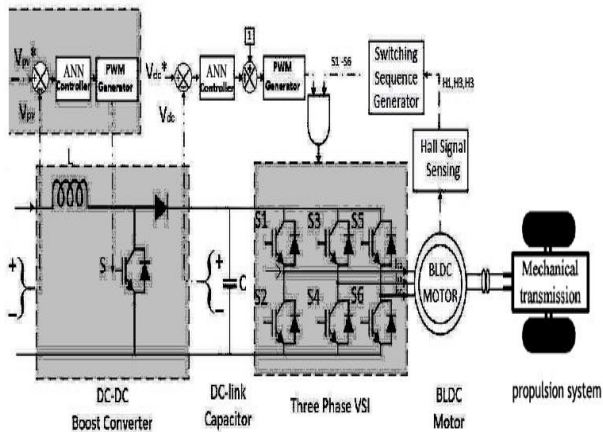 Vpv*
ANN
Controller
PWM
Generator
Vpv
Vdc*
Vdc
ANN
Controller
1
PWM
Generator
S1 -S6
Switching
Sequence
Generator
H1,H3,H3
Hall Signal
Sensing
L
S
+
−
+
−
C
S1
S3
S5
S2
S4
S6
BLDC
MOTOR
Mechanical
transmission
DC-DC
Boost Converter
DC-link
Capacitor
Three Phase VSI
BLDC
Motor
propulsion system